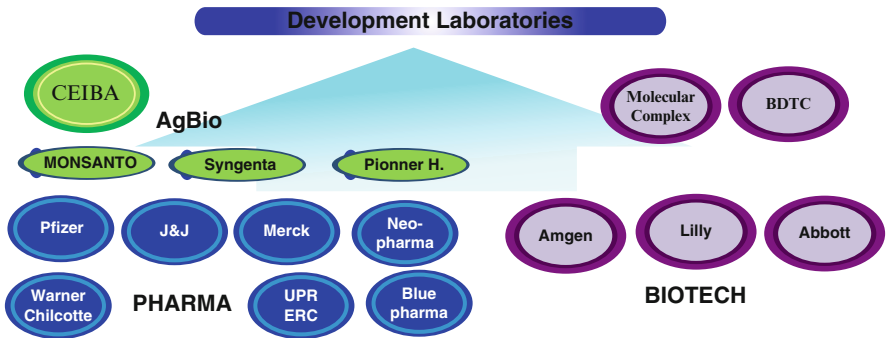 Development Laboratories
CEIBA
AgBio
Molecular
Complex
BDTC
MONSANTO
Syngenta
Pionner H.
Pfizer
J&J
Merck
Neo-
pharma
Amgen
Lilly
Abbott
Warner
Chilcotte
PHARMA
UPR
ERC
Blue
pharma
BIOTECH